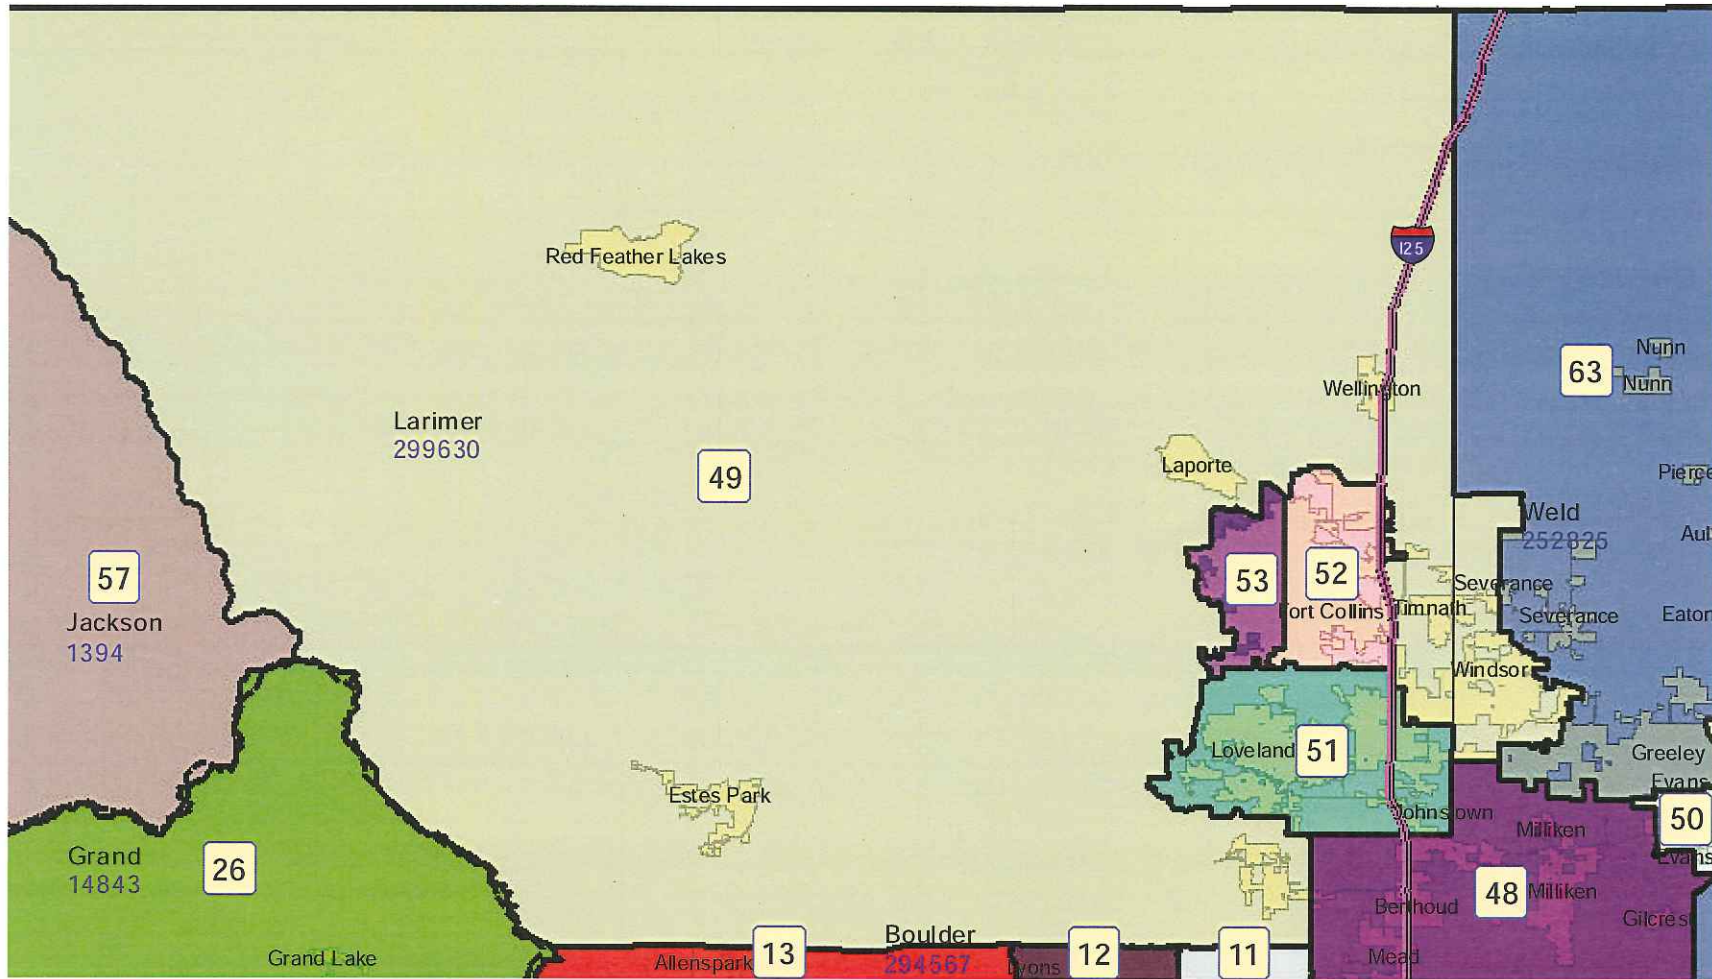 I25
Red Feather Lakes
Nunn
63
Nunn
Wellington
Larimer
299630
49
Laporte
Pierce
Weld
252825
57
53
52
Severance
Jackson
1394
Fort Collins
Timnath
Severance
Eaton
Windsor
Loveland
51
Greeley
Estes Park
Evans
Johnstown
Milliken
50
Grand
14843
26
Evans
48
Milliken
Berthoud
Gilcrest
Boulder
294567
Grand Lake
Allenspark
13
Lyons
12
11
Mead